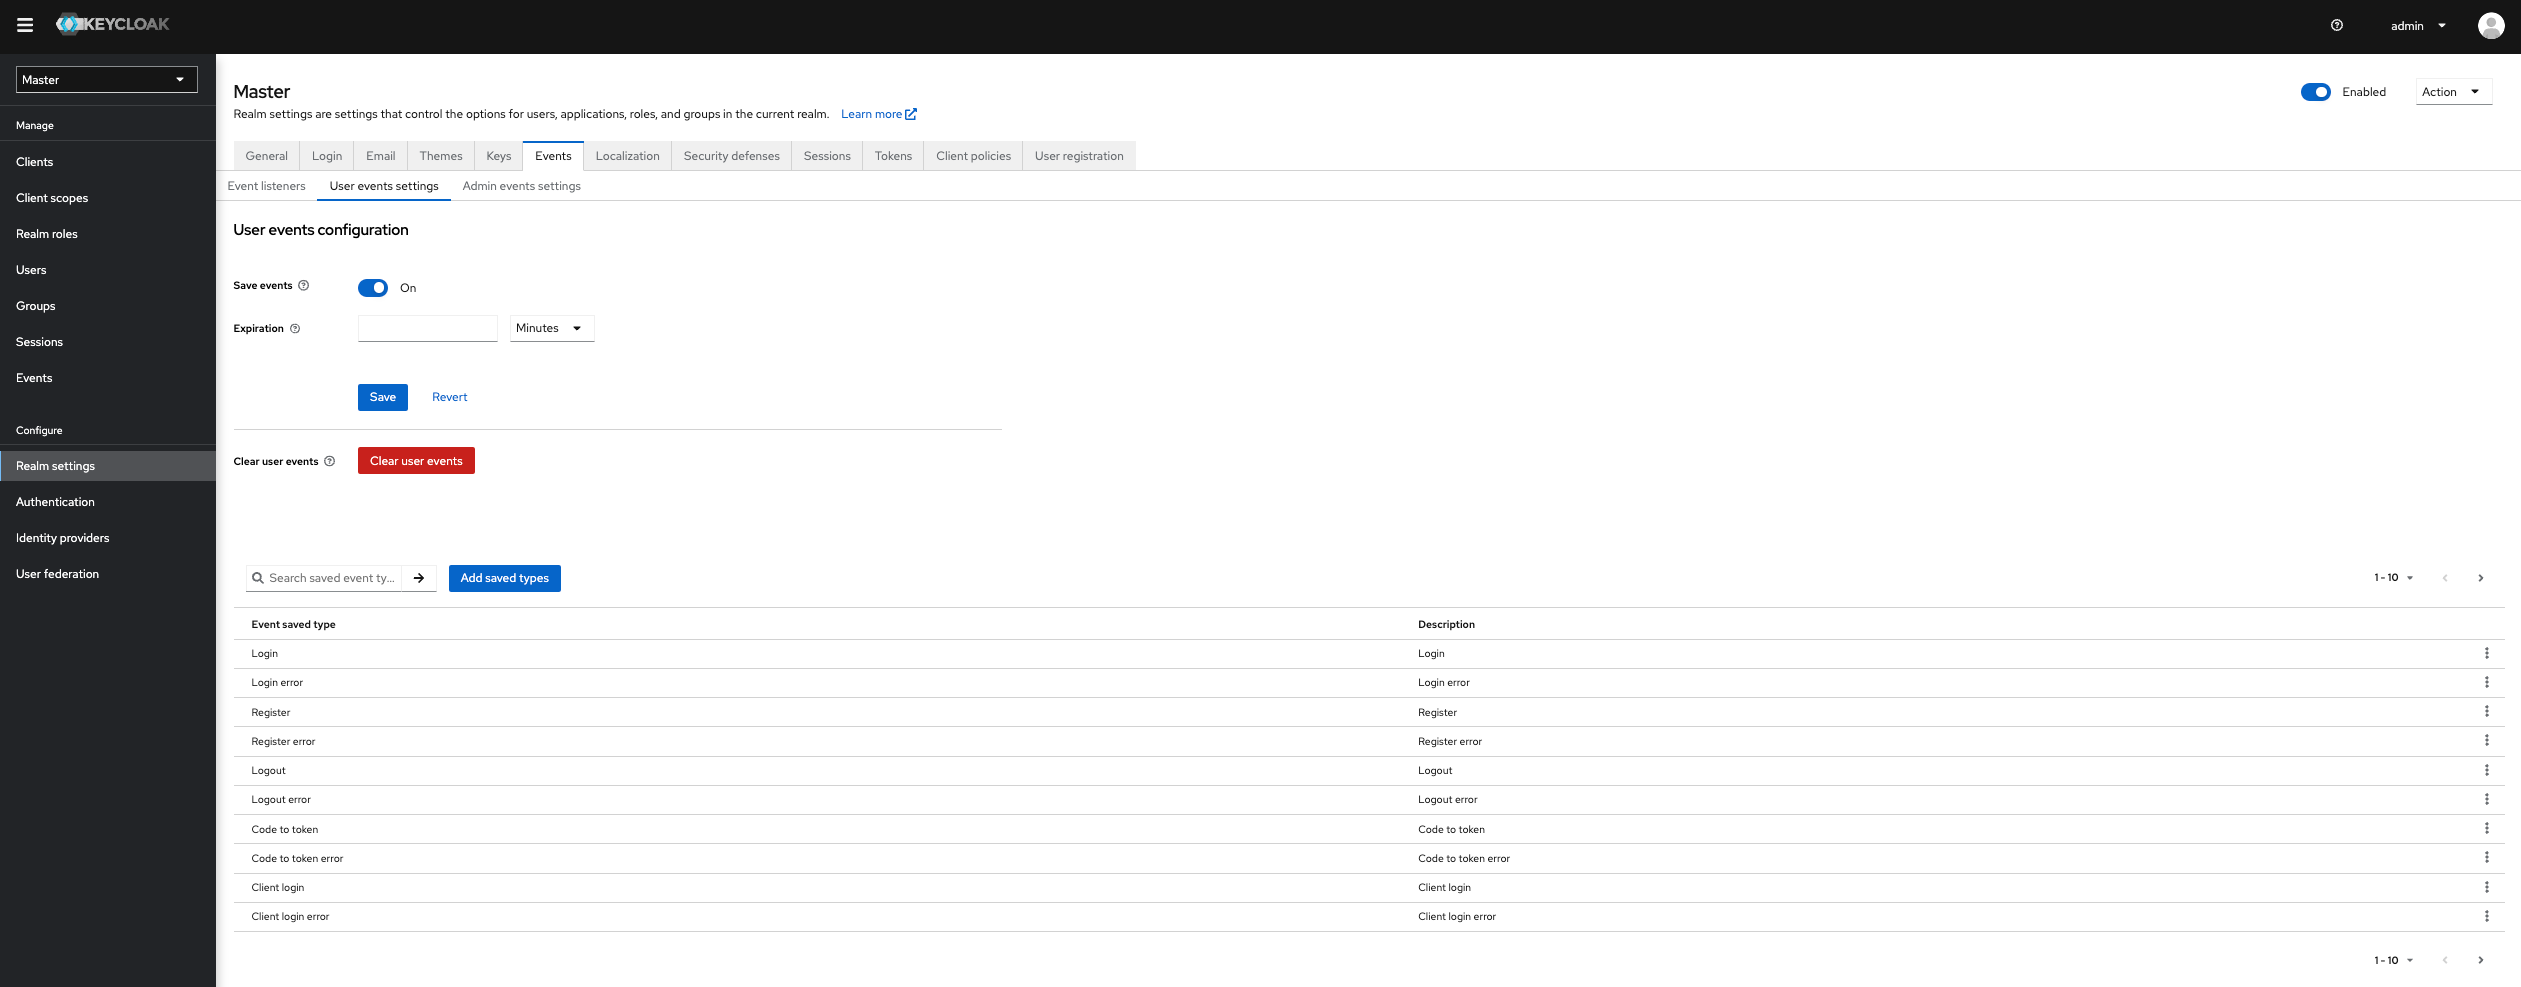 KEYCLOAK
admin
Master
Manage
Clients
Client scopes
Realm roles
Users
Groups
Sessions
Events
Configure
Realm settings
Authentication
Identity providers
User federation
Master
Enabled
Action
Realm settings are settings that control the options for users, applications, roles, and groups in the current realm. Learn more
General Login Email Themes Keys Events Localization Security defenses Sessions Tokens Client policies User registration
Event listeners User events settings Admin events settings
User events configuration
Save events On
Expiration Minutes
Save Revert
Clear user events Clear user events
Search saved event ty... Add saved types 1 - 10
Event saved type Description
Login Login
Login error Login error
Register Register
Register error Register error
Logout Logout
Logout error Logout error
Code to token Code to token
Code to token error Code to token error
Client login Client login
Client login error Client login error
1 - 10